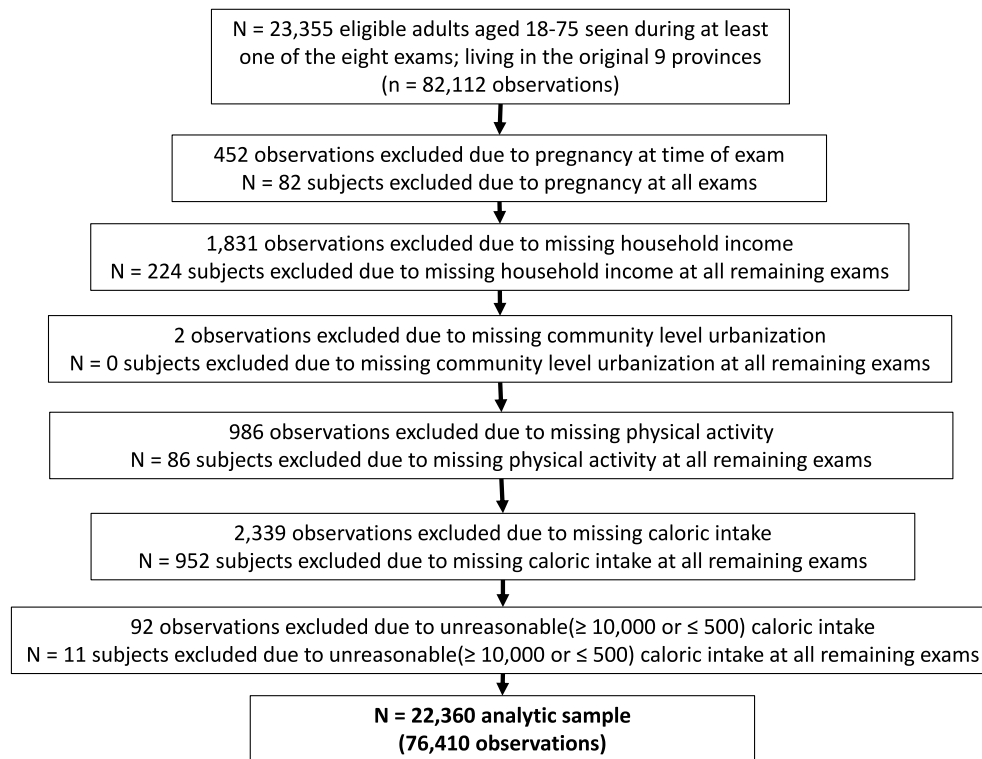 N = 23,355 eligible adults aged 18-75 seen during at least
one of the eight exams; living in the original 9 provinces
(n = 82,112 observations)
452 observations excluded due to pregnancy at time of exam
N = 82 subjects excluded due to pregnancy at all exams
1,831 observations excluded due to missing household income
N = 224 subjects excluded due to missing household income at all remaining exams
2 observations excluded due to missing community level urbanization
N = 0 subjects excluded due to missing community level urbanization at all remaining exams
986 observations excluded due to missing physical activity
N = 86 subjects excluded due to missing physical activity at all remaining exams
2,339 observations excluded due to missing caloric intake
N = 952 subjects excluded due to missing caloric intake at all remaining exams
92 observations excluded due to unreasonable(≥ 10,000 or ≤ 500) caloric intake
N = 11 subjects excluded due to unreasonable(≥ 10,000 or ≤ 500) caloric intake at all remaining exams
N = 22,360 analytic sample
(76,410 observations)